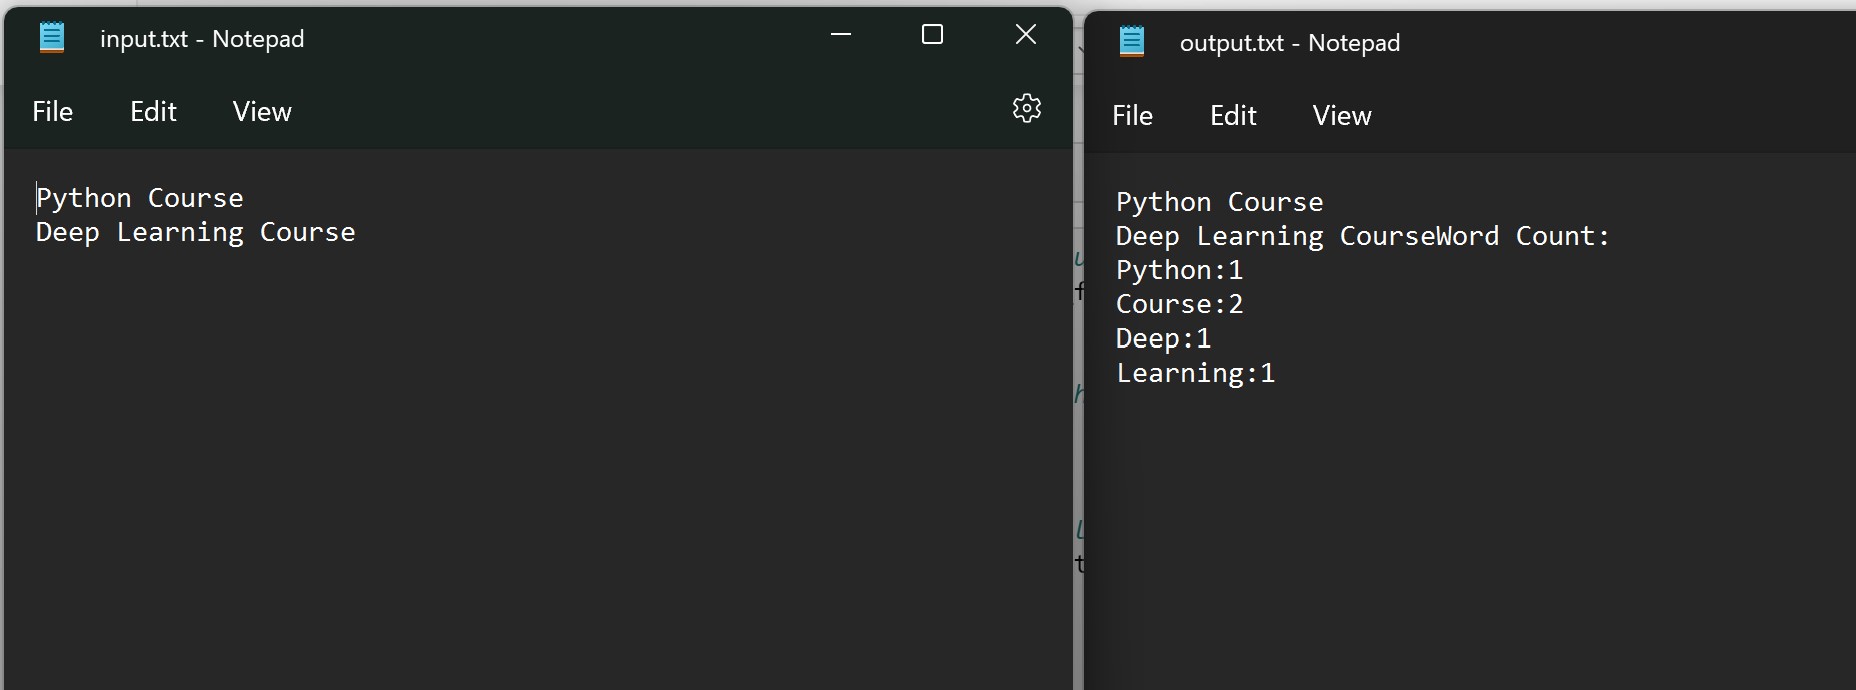 input.txt - Notepad
File Edit View
Python Course
Deep Learning Course
output.txt - Notepad
File Edit View
Python Course
Deep Learning CourseWord Count:
Python:1
Course:2
Deep:1
Learning:1